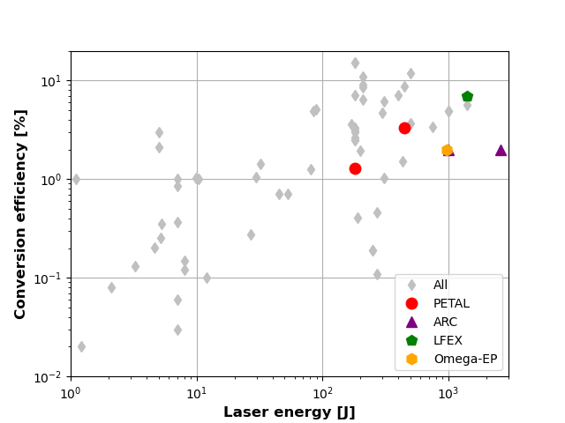 10¹
10⁰
10⁻¹
10⁻²
Conversion efficiency [%]
All
PETAL
ARC
LFEX
Omega-EP
10⁰ 10¹ 10² 10³
Laser energy [J]